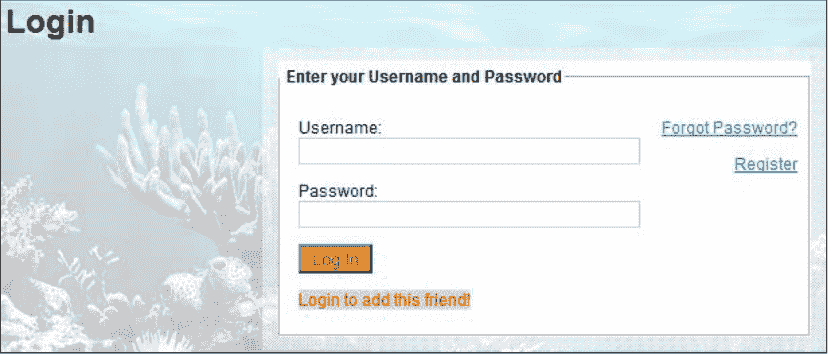 Login
Enter your Username and Password
Username:
Forgot Password?
Register
Password:
Log In
Login to add this friend!